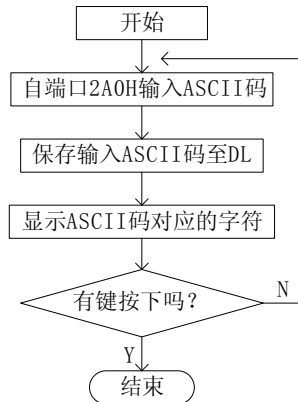 开始
自端口2A0H输入ASCII码
保存输入ASCII码至DL
显示ASCII码对应的字符
有键按下吗?
N
Y
结束